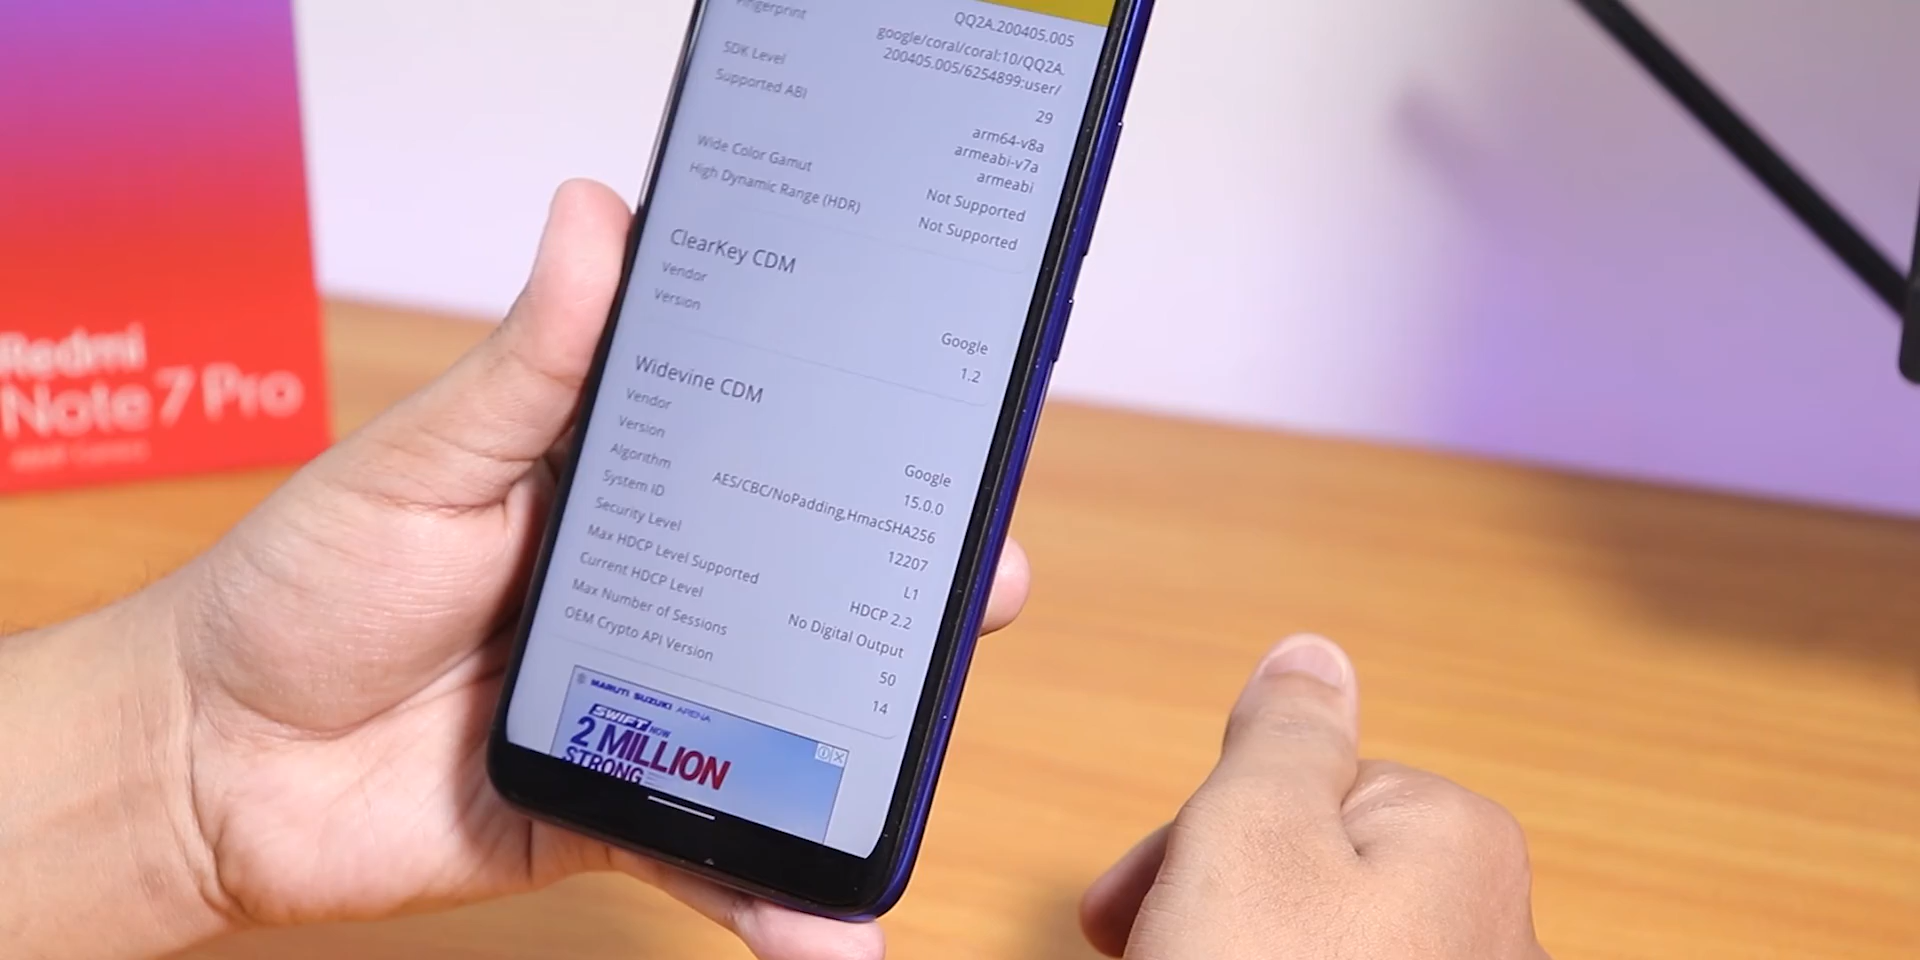 Fingerprint
QQ2A.200405.005
google/coral/coral:10/QQ2A.
200405.005/6254899:user/
SDK Level
29
Supported ABI
arm64-v8a
armeabi-v7a
armeabi
Wide Color Gamut
Not Supported
High Dynamic Range (HDR)
Not Supported
ClearKey CDM
Vendor
Google
Version
1.2
Widevine CDM
Vendor
Google
Version
15.0.0
Algorithm
AES/CBC/NoPadding,HmacSHA256
System ID
12207
Security Level
L1
Max HDCP Level Supported
HDCP 2.2
Current HDCP Level
No Digital Output
Max Number of Sessions
50
OEM Crypto API Version
14
MARUTI SUZUKI ARENA
SWIFT NOW
2 MILLION
STRONG
Redmi
Note 7 Pro